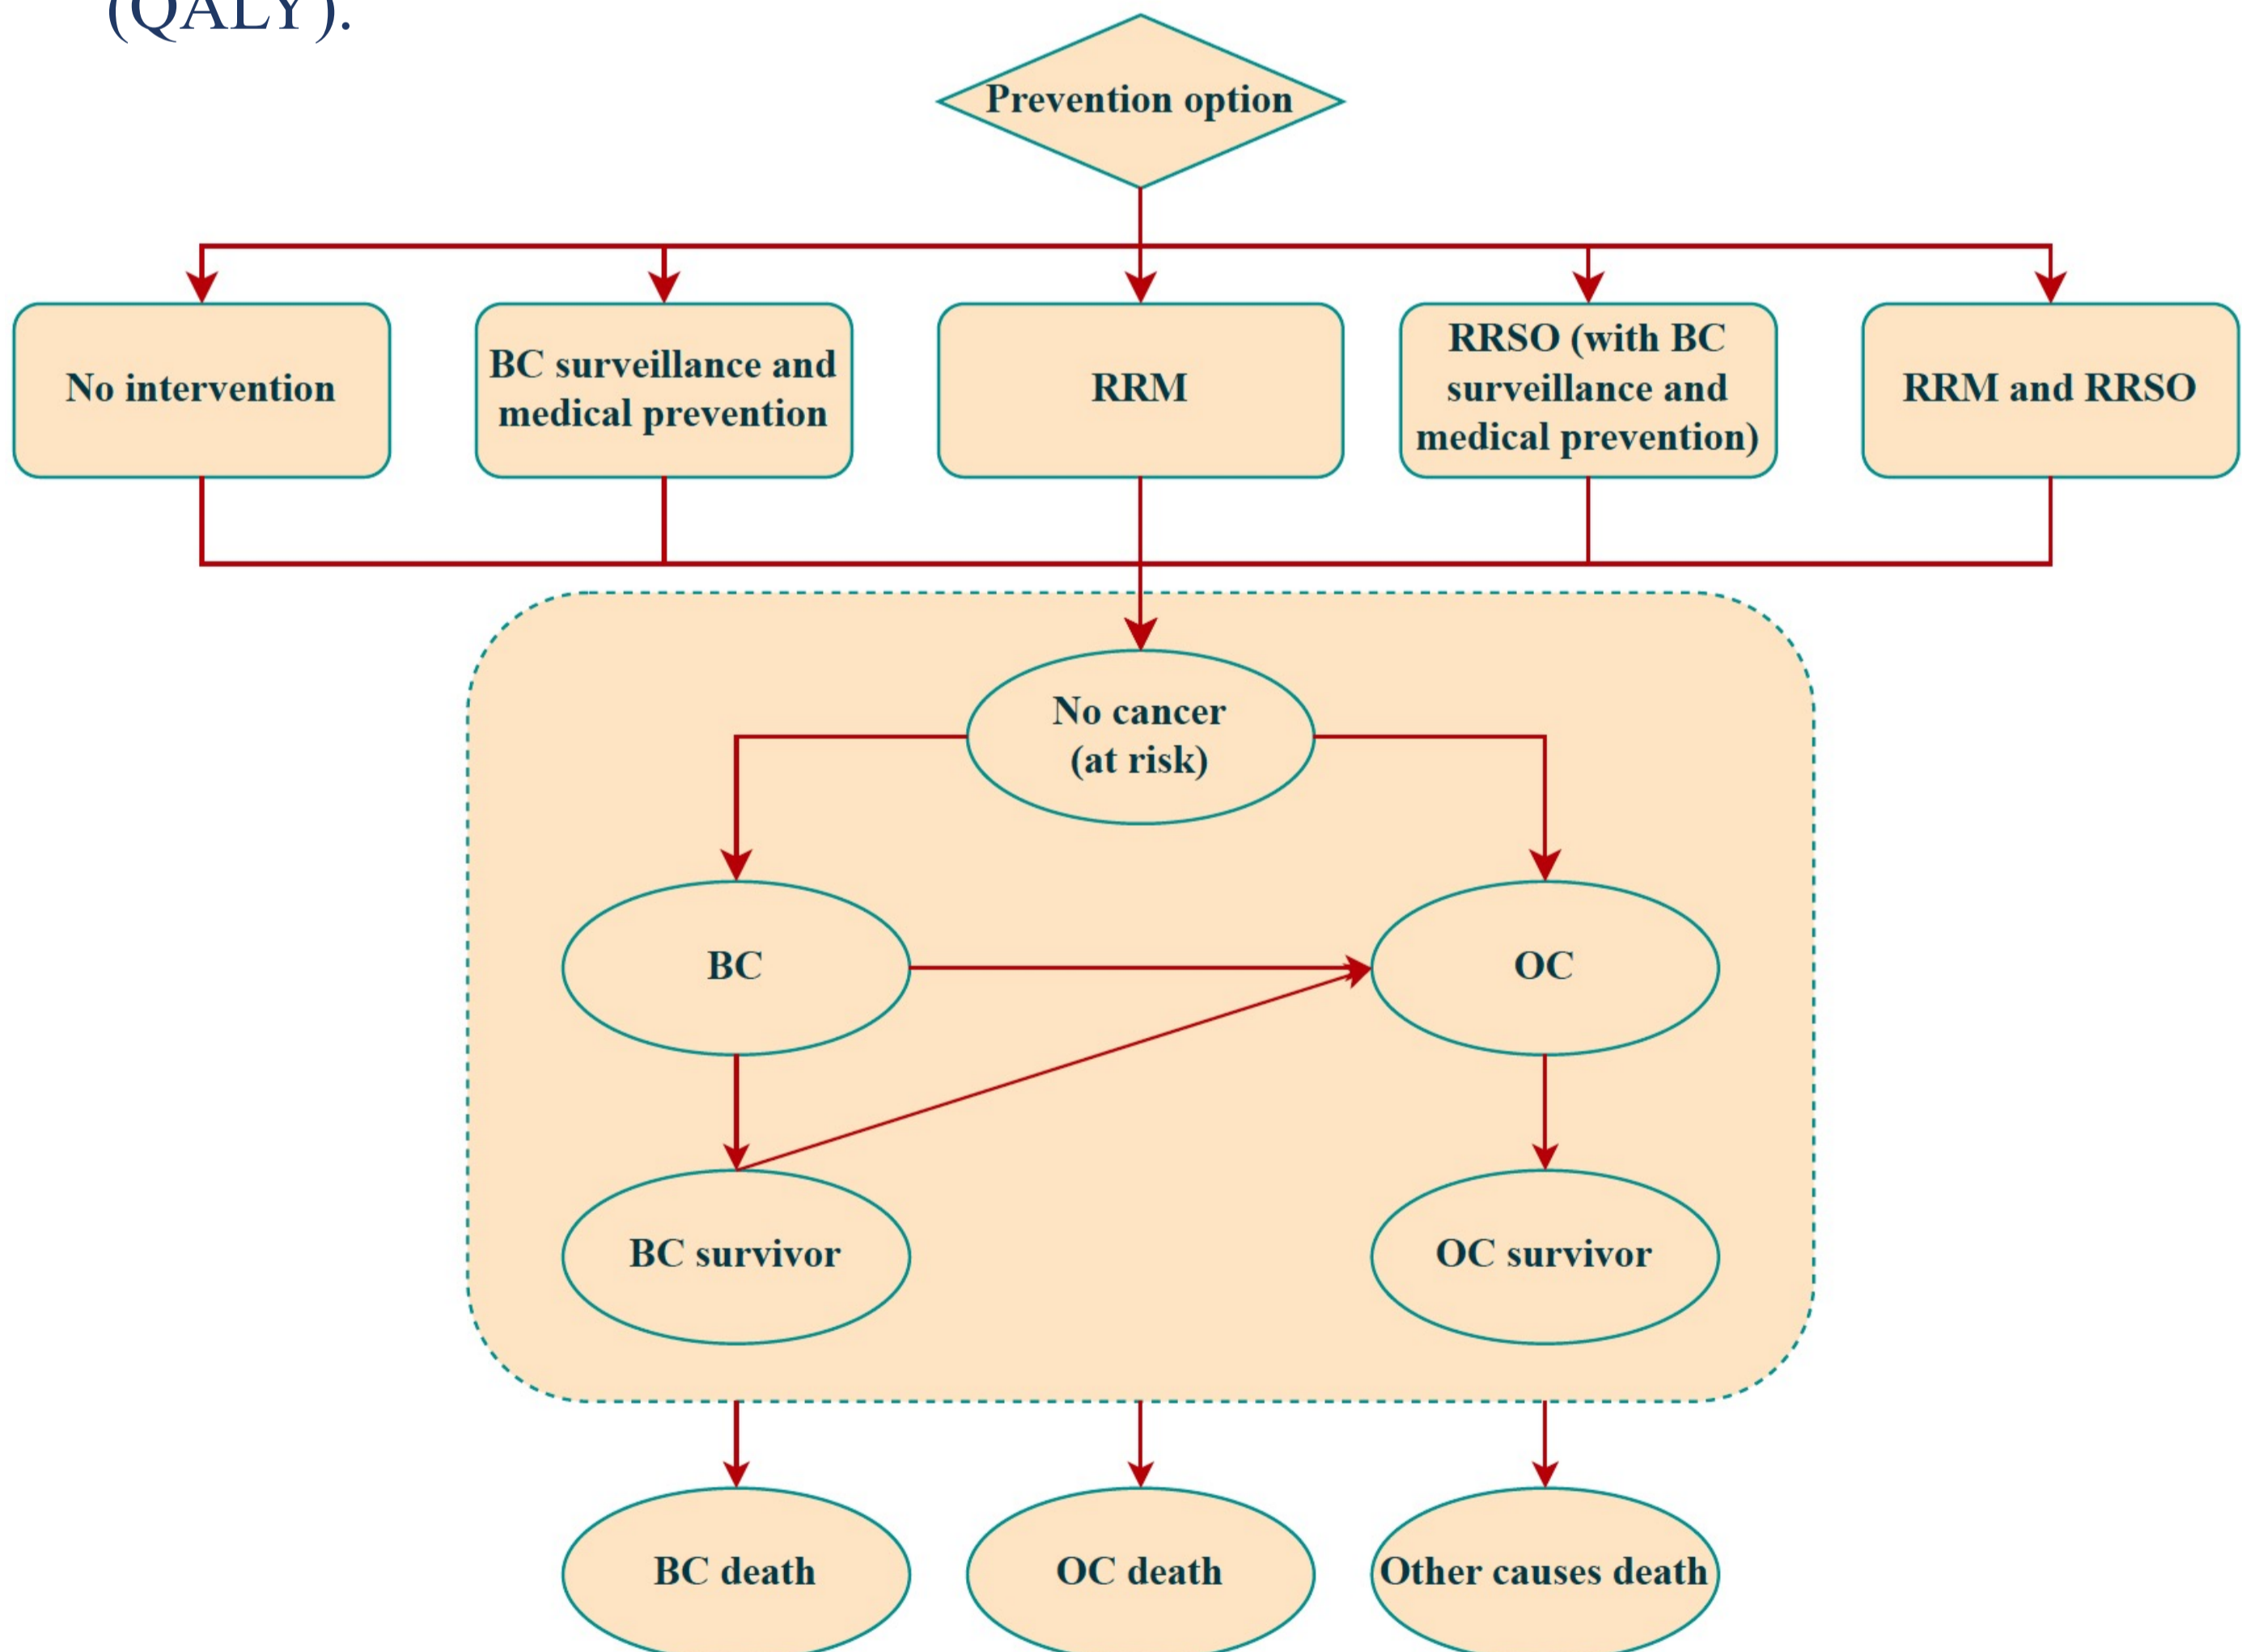 (QALY).
Prevention option
No intervention
BC surveillance and
medical prevention
RRM
RRSO (with BC
surveillance and
medical prevention)
RRM and RRSO
No cancer
(at risk)
BC
OC
BC survivor
OC survivor
BC death
OC death
Other causes death